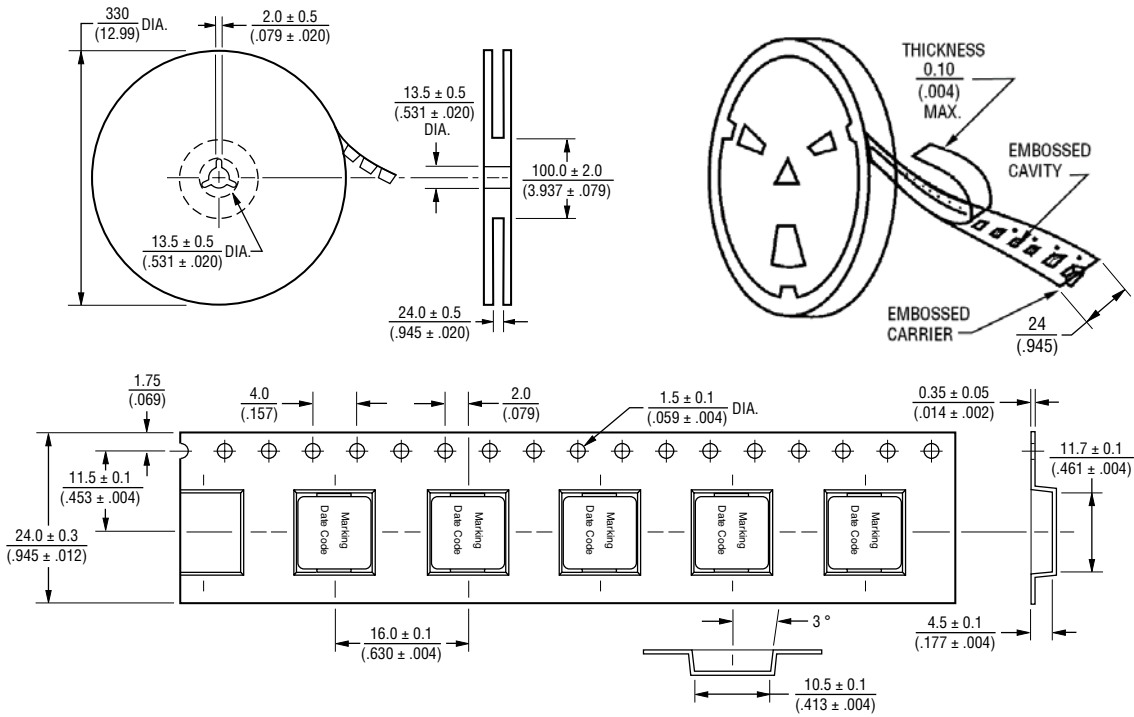 330
(12.99)
DIA.
2.0 ± 0.5
(.079 ± .020)
13.5 ± 0.5
(.531 ± .020)
DIA.
100.0 ± 2.0
(3.937 ± .079)
13.5 ± 0.5
(.531 ± .020)
DIA.
24.0 ± 0.5
(.945 ± .020)
THICKNESS
0.10
(.004)
MAX.
EMBOSSED
CAVITY
EMBOSSED
CARRIER
24
(.945)
1.75
(.069)
4.0
(.157)
2.0
(.079)
1.5 ± 0.1
(.059 ± .004)
DIA.
0.35 ± 0.05
(.014 ± .002)
11.5 ± 0.1
(.453 ± .004)
24.0 ± 0.3
(.945 ± .012)
11.7 ± 0.1
(.461 ± .004)
Marking
Date Code
Marking
Date Code
Marking
Date Code
Marking
Date Code
Marking
Date Code
16.0 ± 0.1
(.630 ± .004)
3 °
4.5 ± 0.1
(.177 ± .004)
10.5 ± 0.1
(.413 ± .004)